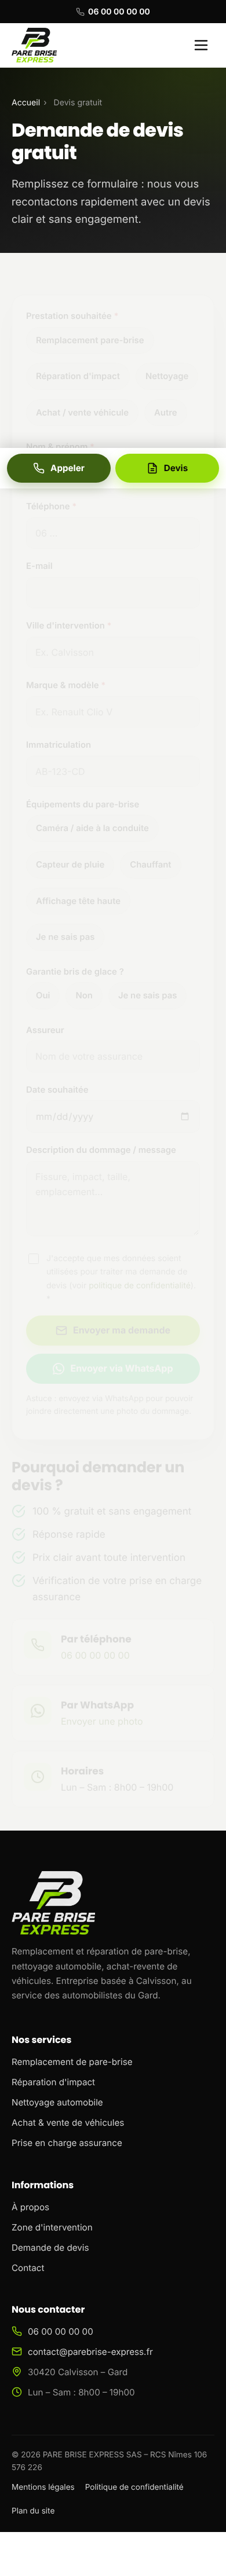 06 00 00 00 00
PARE BRISE
EXPRESS
Accueil › Devis gratuit
Demande de devis
gratuit
Remplissez ce formulaire : nous vous
recontactons rapidement avec un devis
clair et sans engagement.
Prestation souhaitée *
Remplacement pare-brise
Réparation d'impact Nettoyage
Achat / vente véhicule Autre
Nom & prénom *
Appeler Devis
Téléphone *
06…
E-mail
Ville d'intervention *
Ex. Calvisson
Marque & modèle *
Ex. Renault Clio V
Immatriculation
AB-123-CD
Équipements du pare-brise
Caméra / aide à la conduite
Capteur de pluie Chauffant
Affichage tête haute
Je ne sais pas
Garantie bris de glace ?
Oui Non Je ne sais pas
Assureur
Nom de votre assurance
Date souhaitée
mm/dd/yyyy
Description du dommage / message
Fissure, impact, taille,
emplacement…
J'accepte que mes données soient
utilisées pour traiter ma demande de
devis (voir politique de confidentialité).
*
Envoyer ma demande
Envoyer via WhatsApp
Astuce : envoyez via WhatsApp pour pouvoir
joindre directement une photo du dommage.
Pourquoi demander un
devis ?
100 % gratuit et sans engagement
Réponse rapide
Prix clair avant toute intervention
Vérification de votre prise en charge
assurance
Par téléphone
06 00 00 00 00
Par WhatsApp
Envoyer une photo
Horaires
Lun – Sam : 8h00 – 19h00
PARE BRISE
EXPRESS
Remplacement et réparation de pare-brise,
nettoyage automobile, achat-revente de
véhicules. Entreprise basée à Calvisson, au
service des automobilistes du Gard.
Nos services
Remplacement de pare-brise
Réparation d'impact
Nettoyage automobile
Achat & vente de véhicules
Prise en charge assurance
Informations
À propos
Zone d'intervention
Demande de devis
Contact
Nous contacter
06 00 00 00 00
contact@parebrise-express.fr
30420 Calvisson – Gard
Lun – Sam : 8h00 – 19h00
© 2026 PARE BRISE EXPRESS SAS – RCS Nîmes 106
576 226
Mentions légales Politique de confidentialité
Plan du site